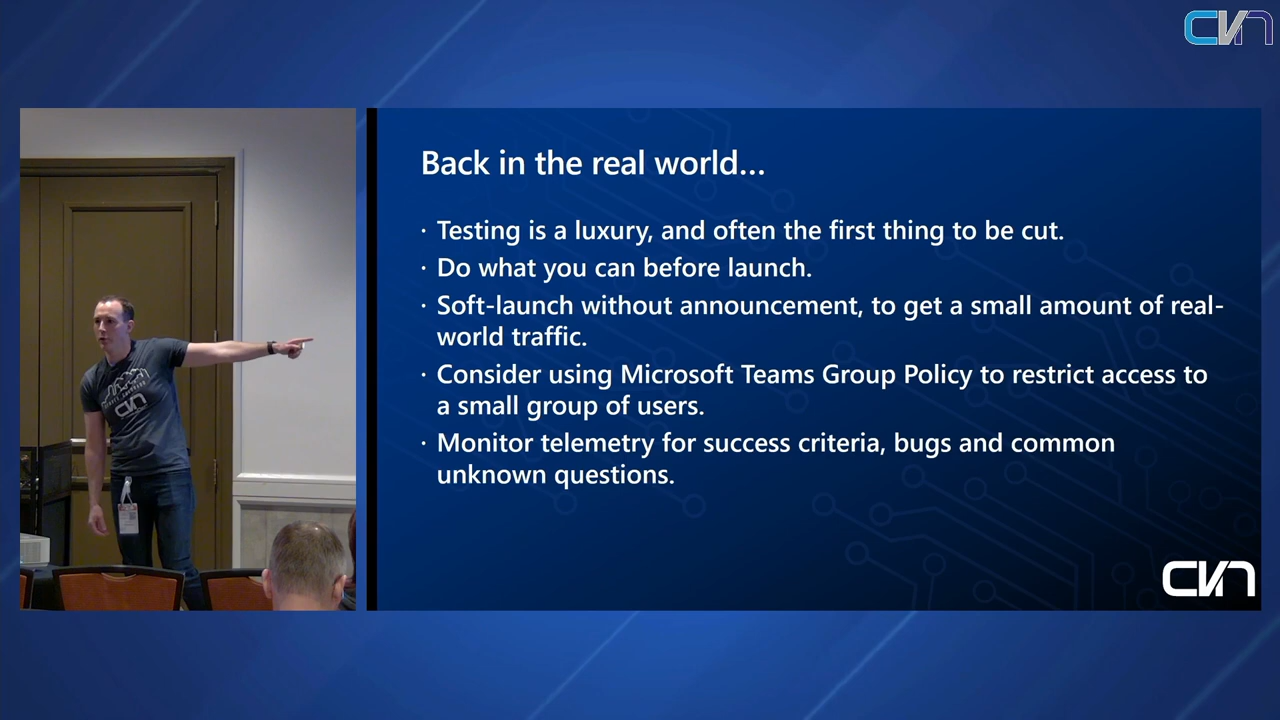 CVN
Back in the real world...
· Testing is a luxury, and often the first thing to be cut.
· Do what you can before launch.
· Soft-launch without announcement, to get a small amount of real-
world traffic.
· Consider using Microsoft Teams Group Policy to restrict access to
a small group of users.
· Monitor telemetry for success criteria, bugs and common
unknown questions.
CVN
CVN